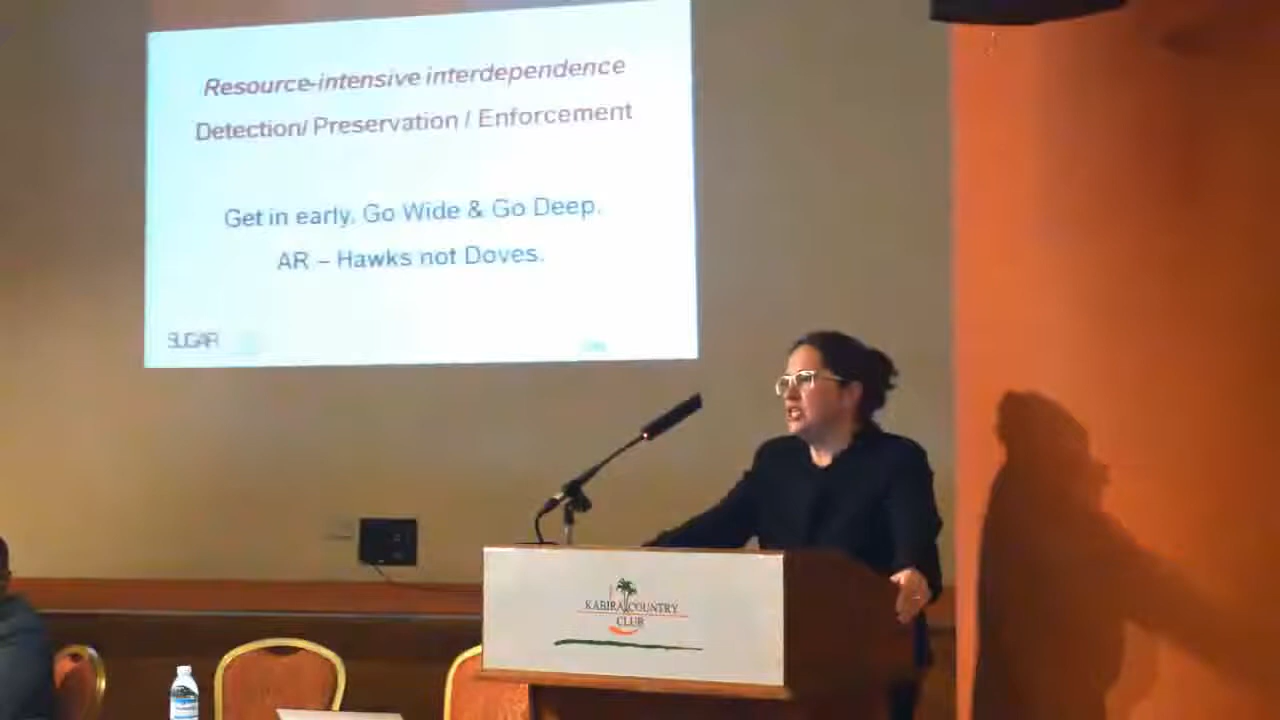 Resource-intensive interdependence
Detection/ Preservation / Enforcement
Get in early. Go Wide & Go Deep.
AR – Hawks not Doves.
SUGAR
KABIRA COUNTRY
CLUB